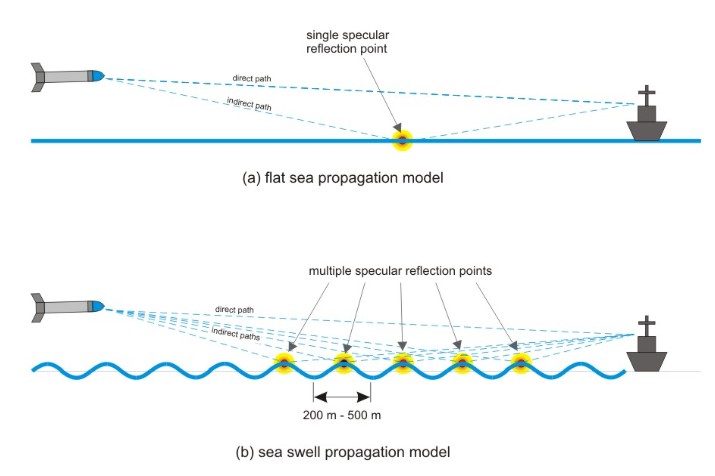 single specular
reflection point
direct path
indirect path
(a) flat sea propagation model
multiple specular reflection points
direct path
indirect paths
200 m - 500 m
(b) sea swell propagation model